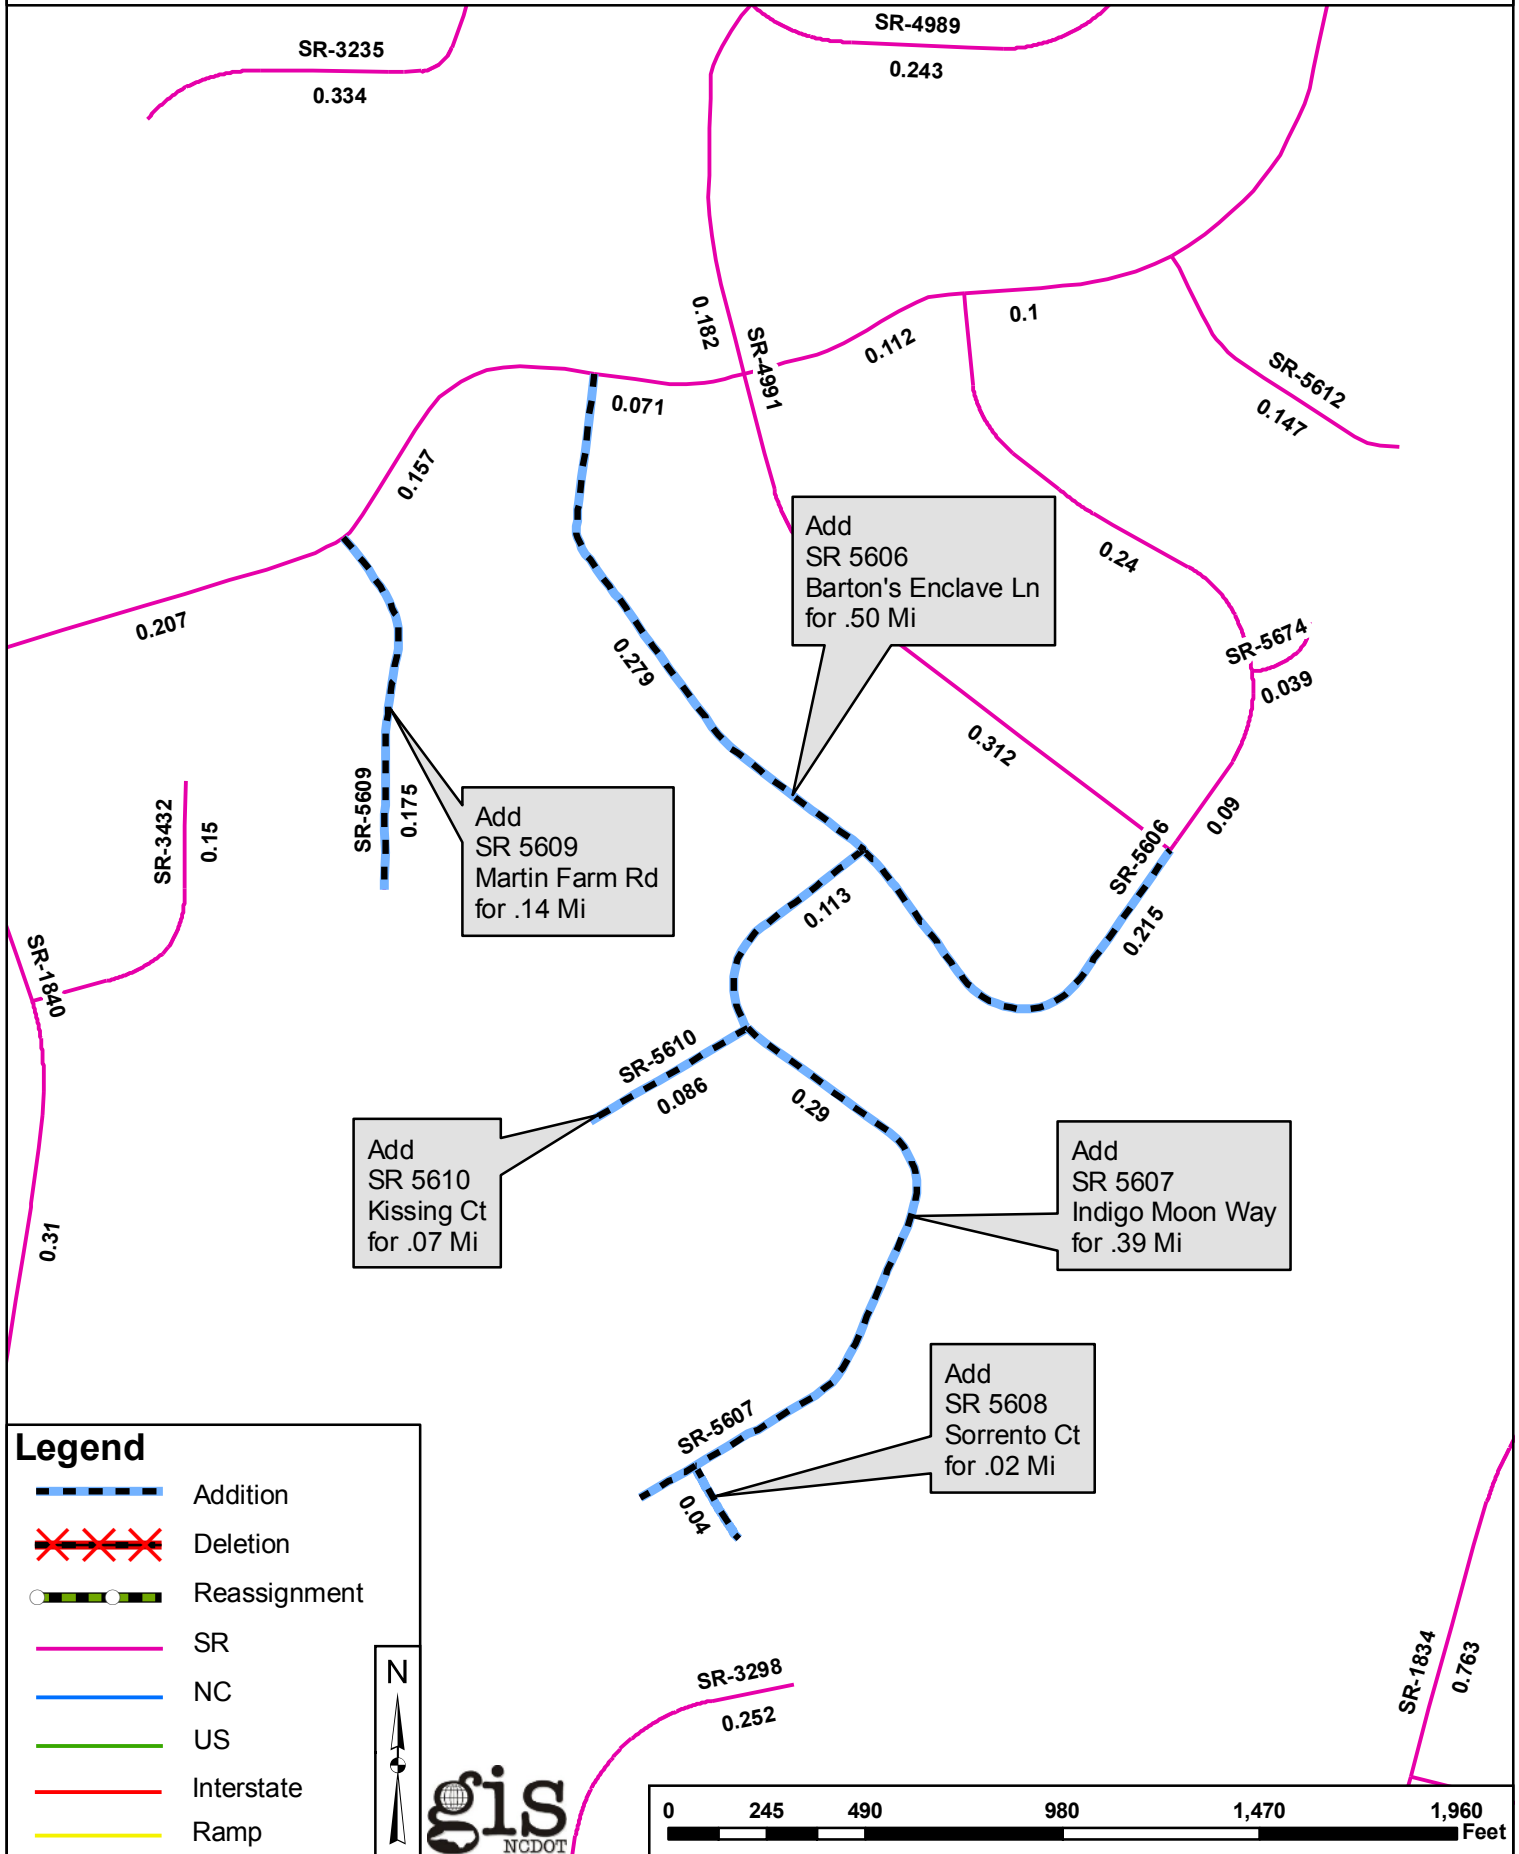 SR-3235
0.334
SR-4989
0.243
0.182
SR-4991
0.112
0.1
SR-5612
0.147
0.071
0.157
0.207
0.279
Add
SR 5606
Barton's Enclave Ln
for .50 Mi
0.24
SR-5674
0.039
0.312
0.09
SR-5606
0.215
SR-5609
0.175
Add
SR 5609
Martin Farm Rd
for .14 Mi
SR-3432
0.15
SR-1840
0.31
0.113
SR-5610
0.086
0.29
Add
SR 5610
Kissing Ct
for .07 Mi
Add
SR 5607
Indigo Moon Way
for .39 Mi
Add
SR 5608
Sorrento Ct
for .02 Mi
SR-5607
0.04
SR-1834
0.763
SR-3298
0.252
Legend
Addition
Deletion
Reassignment
SR
NC
US
Interstate
Ramp
N
gis
NCDOT
0 245 490 980 1,470 1,960
Feet